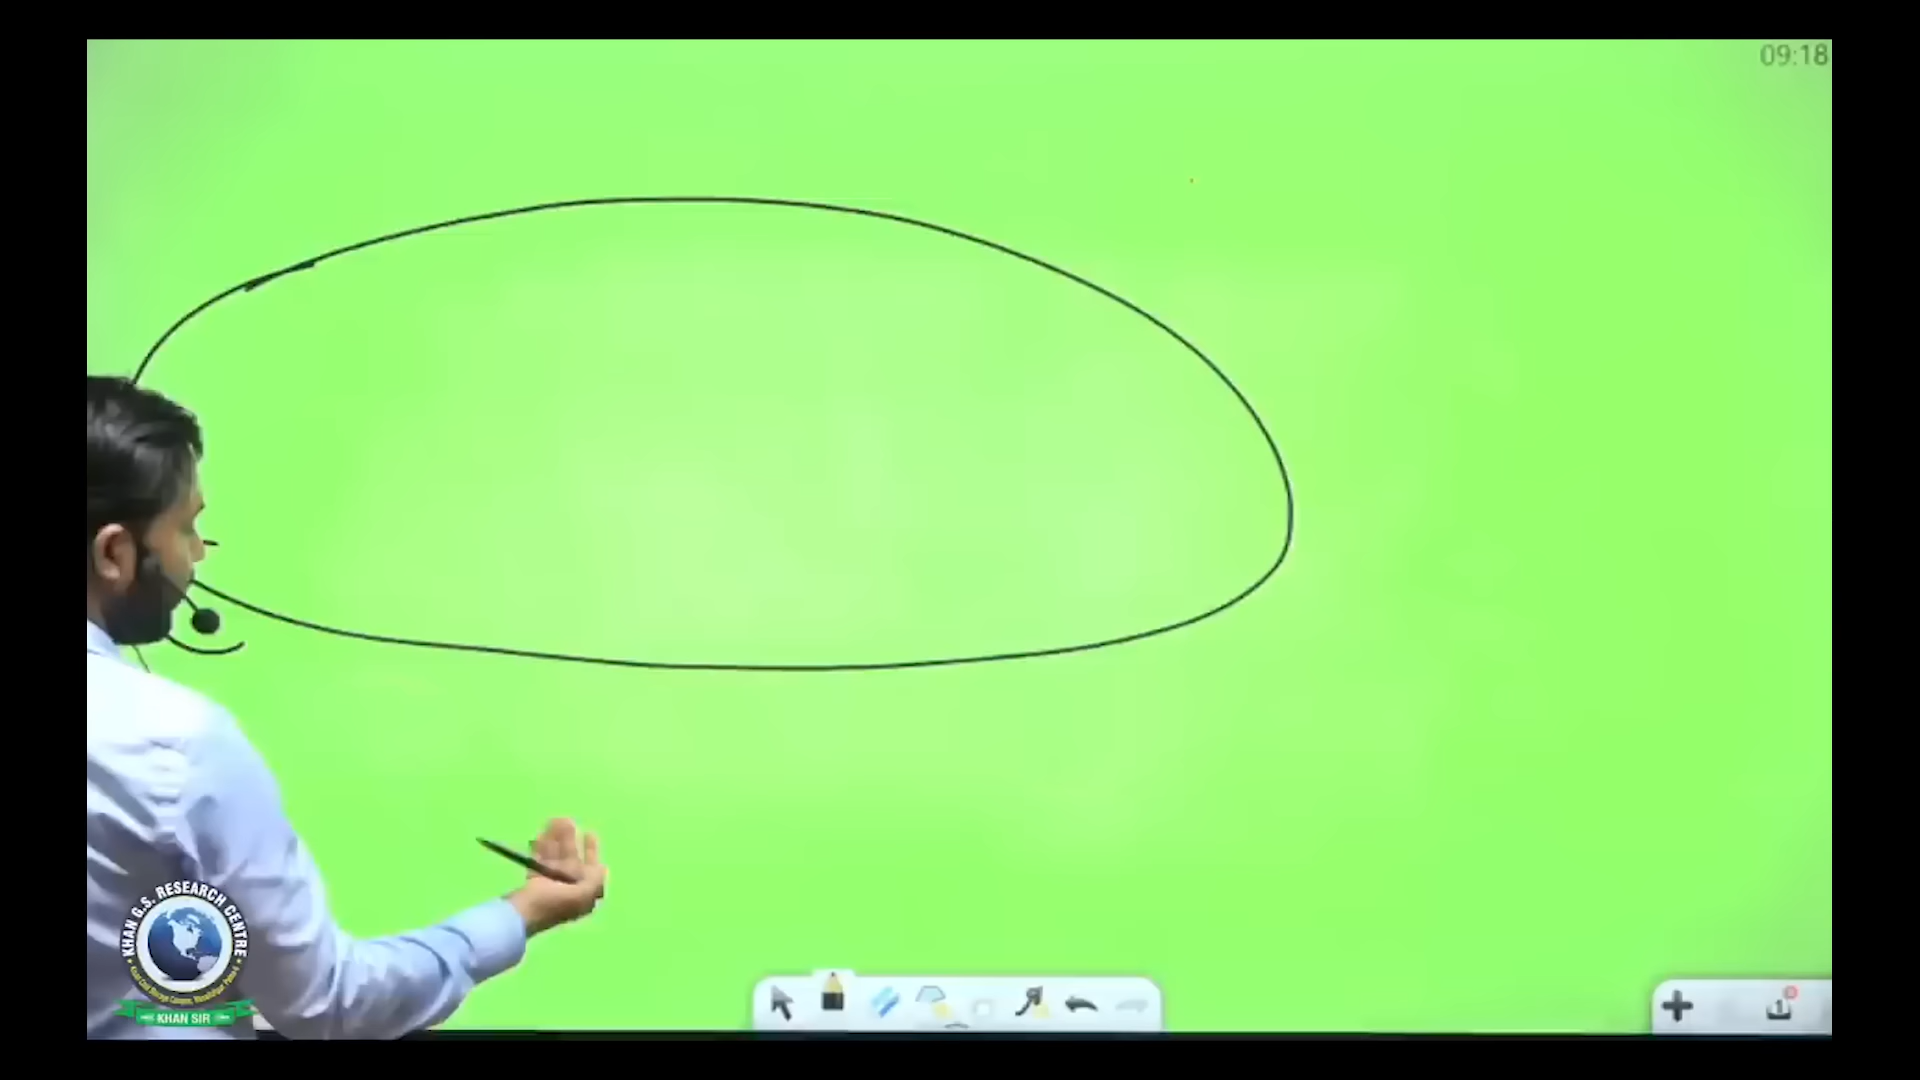 09:18
KHAN G.S. RESEARCH CENTRE
KHAN SIR